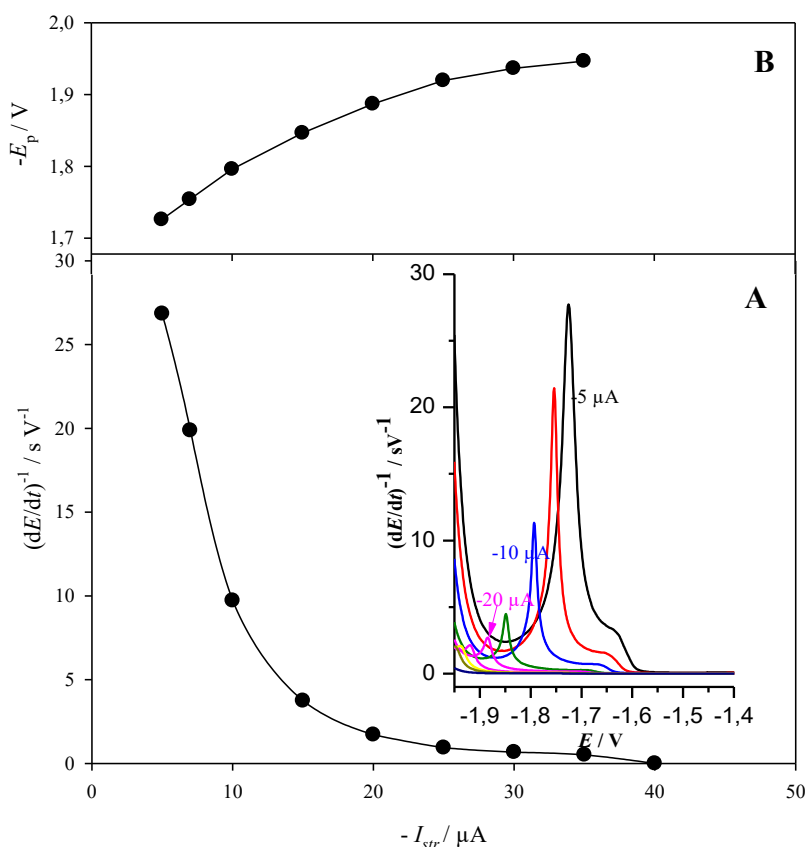 2,0
1,9
1,8
1,7
-Ep / V
B
30
25
20
15
10
5
0
(dE/dt)⁻¹ / s V⁻¹
A
30
20
10
0
(dE/dt)⁻¹ / sV⁻¹
-5 µA
-10 µA
-20 µA
-1,9 -1,8 -1,7 -1,6 -1,5 -1,4
E / V
0 10 20 30 40 50
- Istr / µA